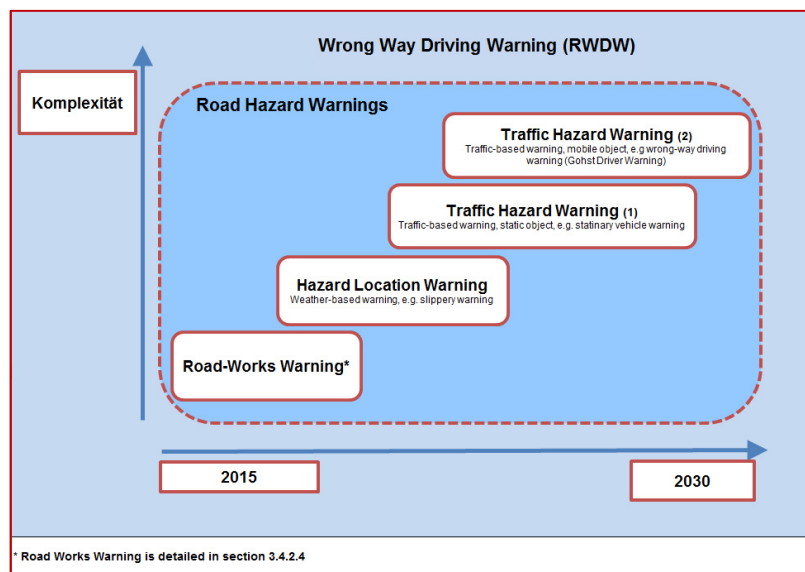 Wrong Way Driving Warning (RWDW)
Komplexität
Road Hazard Warnings
Traffic Hazard Warning (2)
Traffic-based warning, mobile object, e.g wrong-way driving
warning (Gohst Driver Warning)
Traffic Hazard Warning (1)
Traffic-based warning, static object, e.g. statinary vehicle warning
Hazard Location Warning
Weather-based warning, e.g. slippery warning
Road-Works Warning*
2015
2030
* Road Works Warning is detailed in section 3.4.2.4